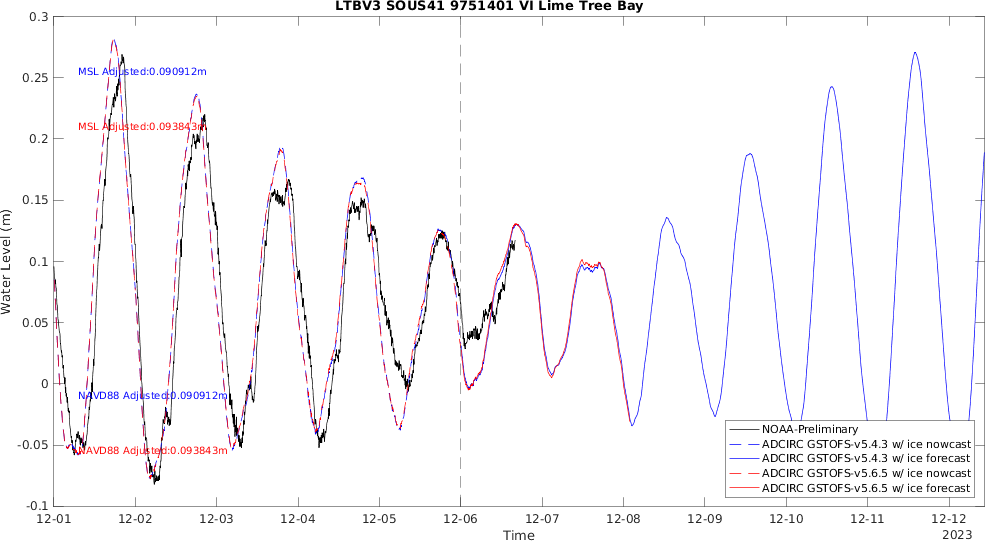 LTBV3 SOUS41 9751401 VI Lime Tree Bay
0.3
0.25
0.2
0.15
0.1
0.05
0
-0.05
-0.1
Water Level (m)
MSL Adjusted:0.090912m
MSL Adjusted:0.093843m
NAVD88 Adjusted:0.090912m
NAVD88 Adjusted:0.093843m
NOAA-Preliminary
ADCIRC GSTOFS-v5.4.3 w/ ice nowcast
ADCIRC GSTOFS-v5.4.3 w/ ice forecast
ADCIRC GSTOFS-v5.6.5 w/ ice nowcast
ADCIRC GSTOFS-v5.6.5 w/ ice forecast
12-01 12-02 12-03 12-04 12-05 12-06 12-07 12-08 12-09 12-10 12-11 12-12
Time
2023